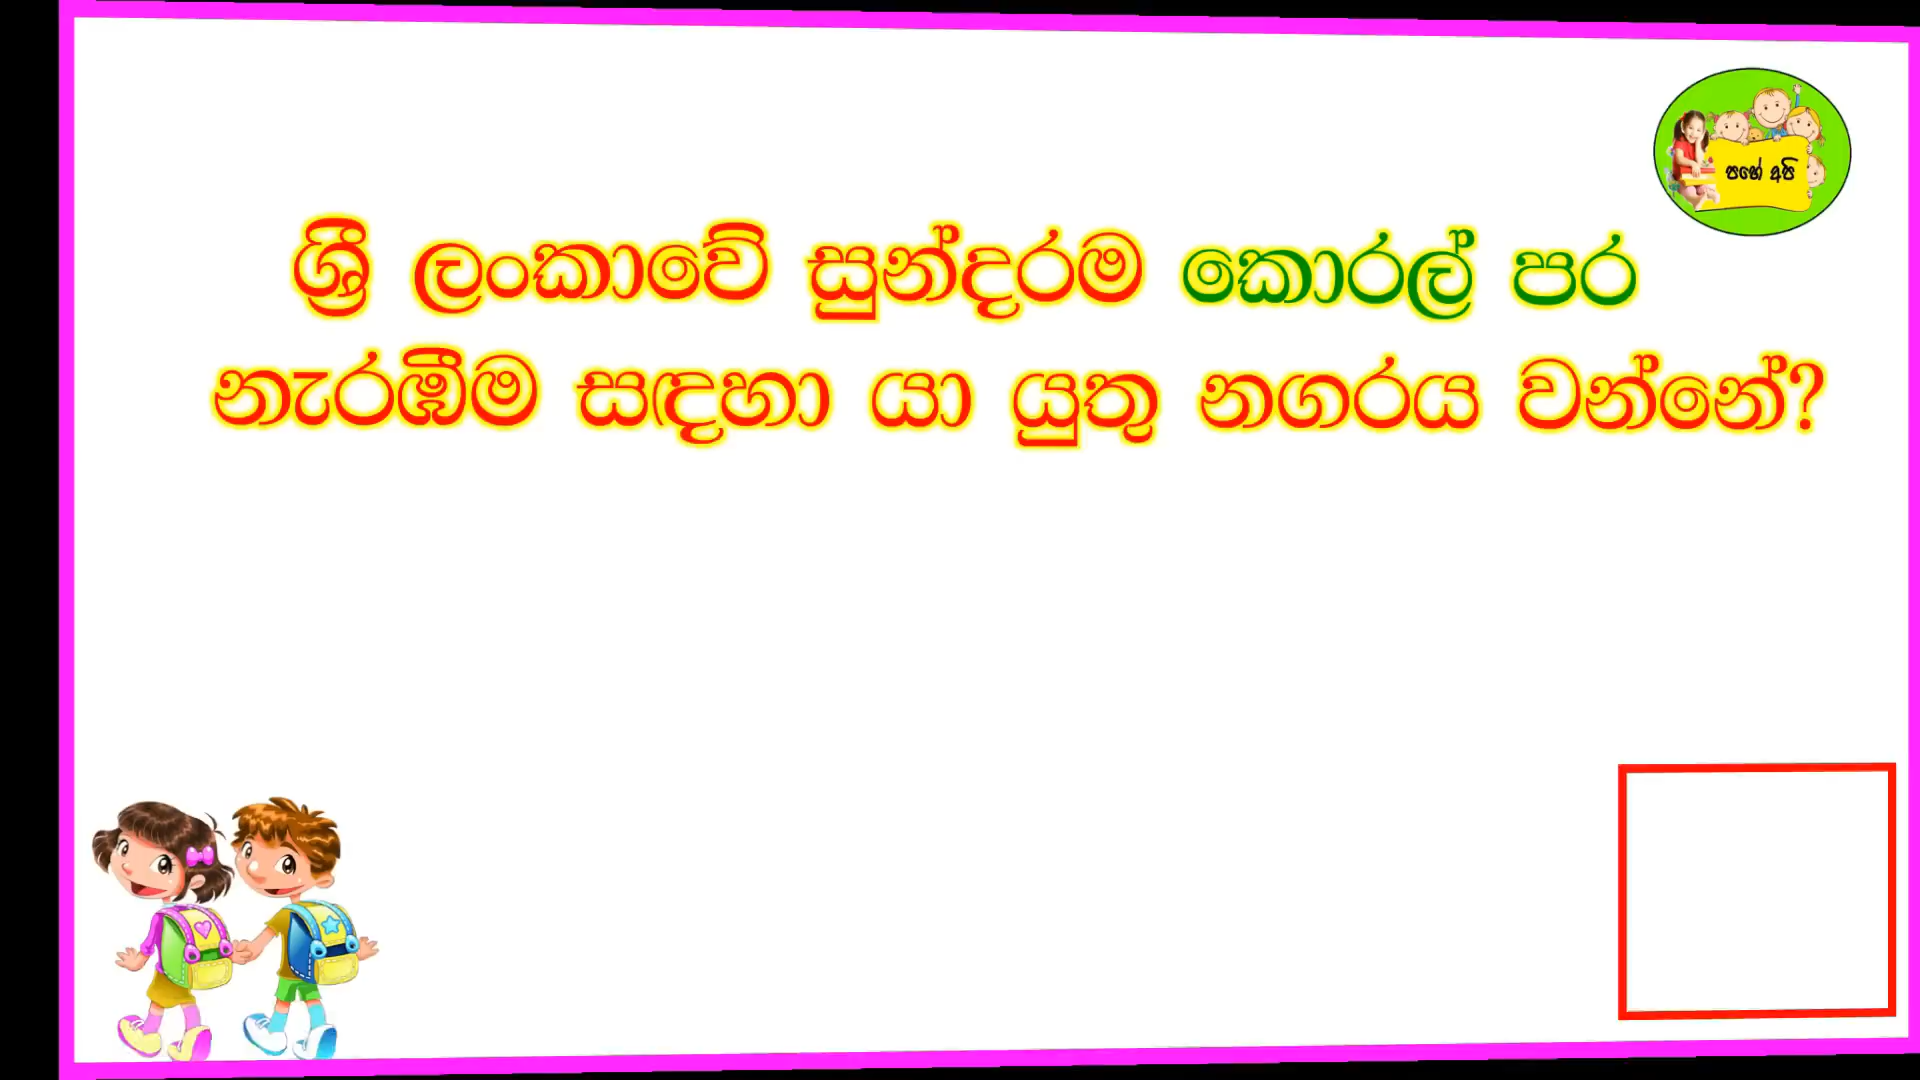 පහේ අපි
ශ්‍රී ලංකාවේ සුන්දරම කොරල් පර
නැරඹීම සඳහා යා යුතු නගරය වන්නේ?